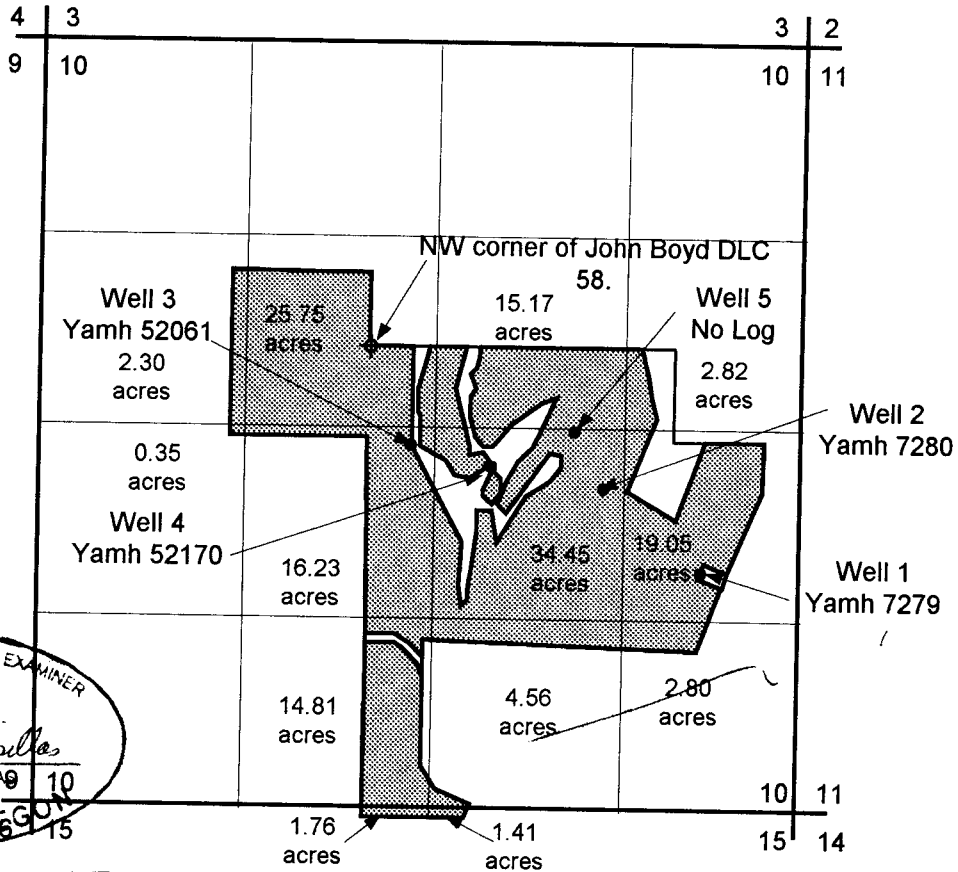 4 3
3 2
9 10
10 11
NW corner of John Boyd DLC
58.
Well 3
Yamh 52061
25.75
acres
15.17
acres
Well 5
No Log
2.30
acres
2.82
acres
Well 2
Yamh 7280
0.35
acres
Well 4
Yamh 52170
16.23
acres
34.45
acres
19.05
acres
Well 1
Yamh 7279
EXAMINER
14.81
acres
4.56
acres
2.80
acres
9 10
10 11
15
15 14
1.76
acres
1.41
acres